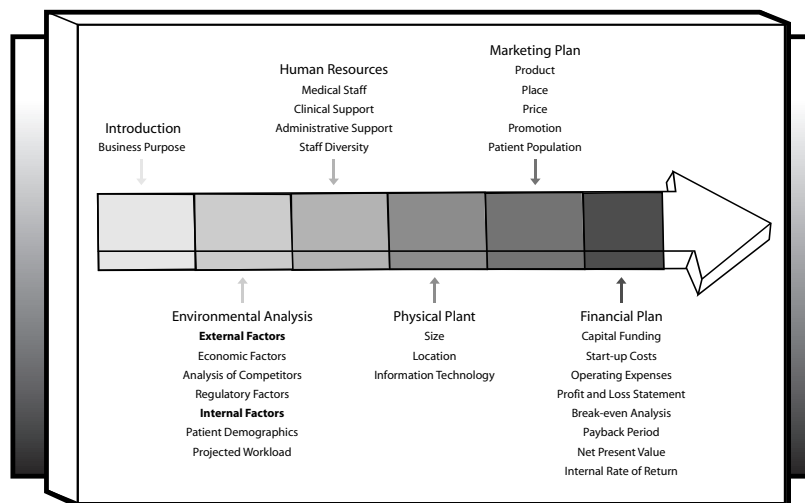 Introduction
Business Purpose
Human Resources
Medical Staff
Clinical Support
Administrative Support
Staff Diversity
Marketing Plan
Product
Place
Price
Promotion
Patient Population
Environmental Analysis
External Factors
Economic Factors
Analysis of Competitors
Regulatory Factors
Internal Factors
Patient Demographics
Projected Workload
Physical Plant
Size
Location
Information Technology
Financial Plan
Capital Funding
Start-up Costs
Operating Expenses
Profit and Loss Statement
Break-even Analysis
Payback Period
Net Present Value
Internal Rate of Return